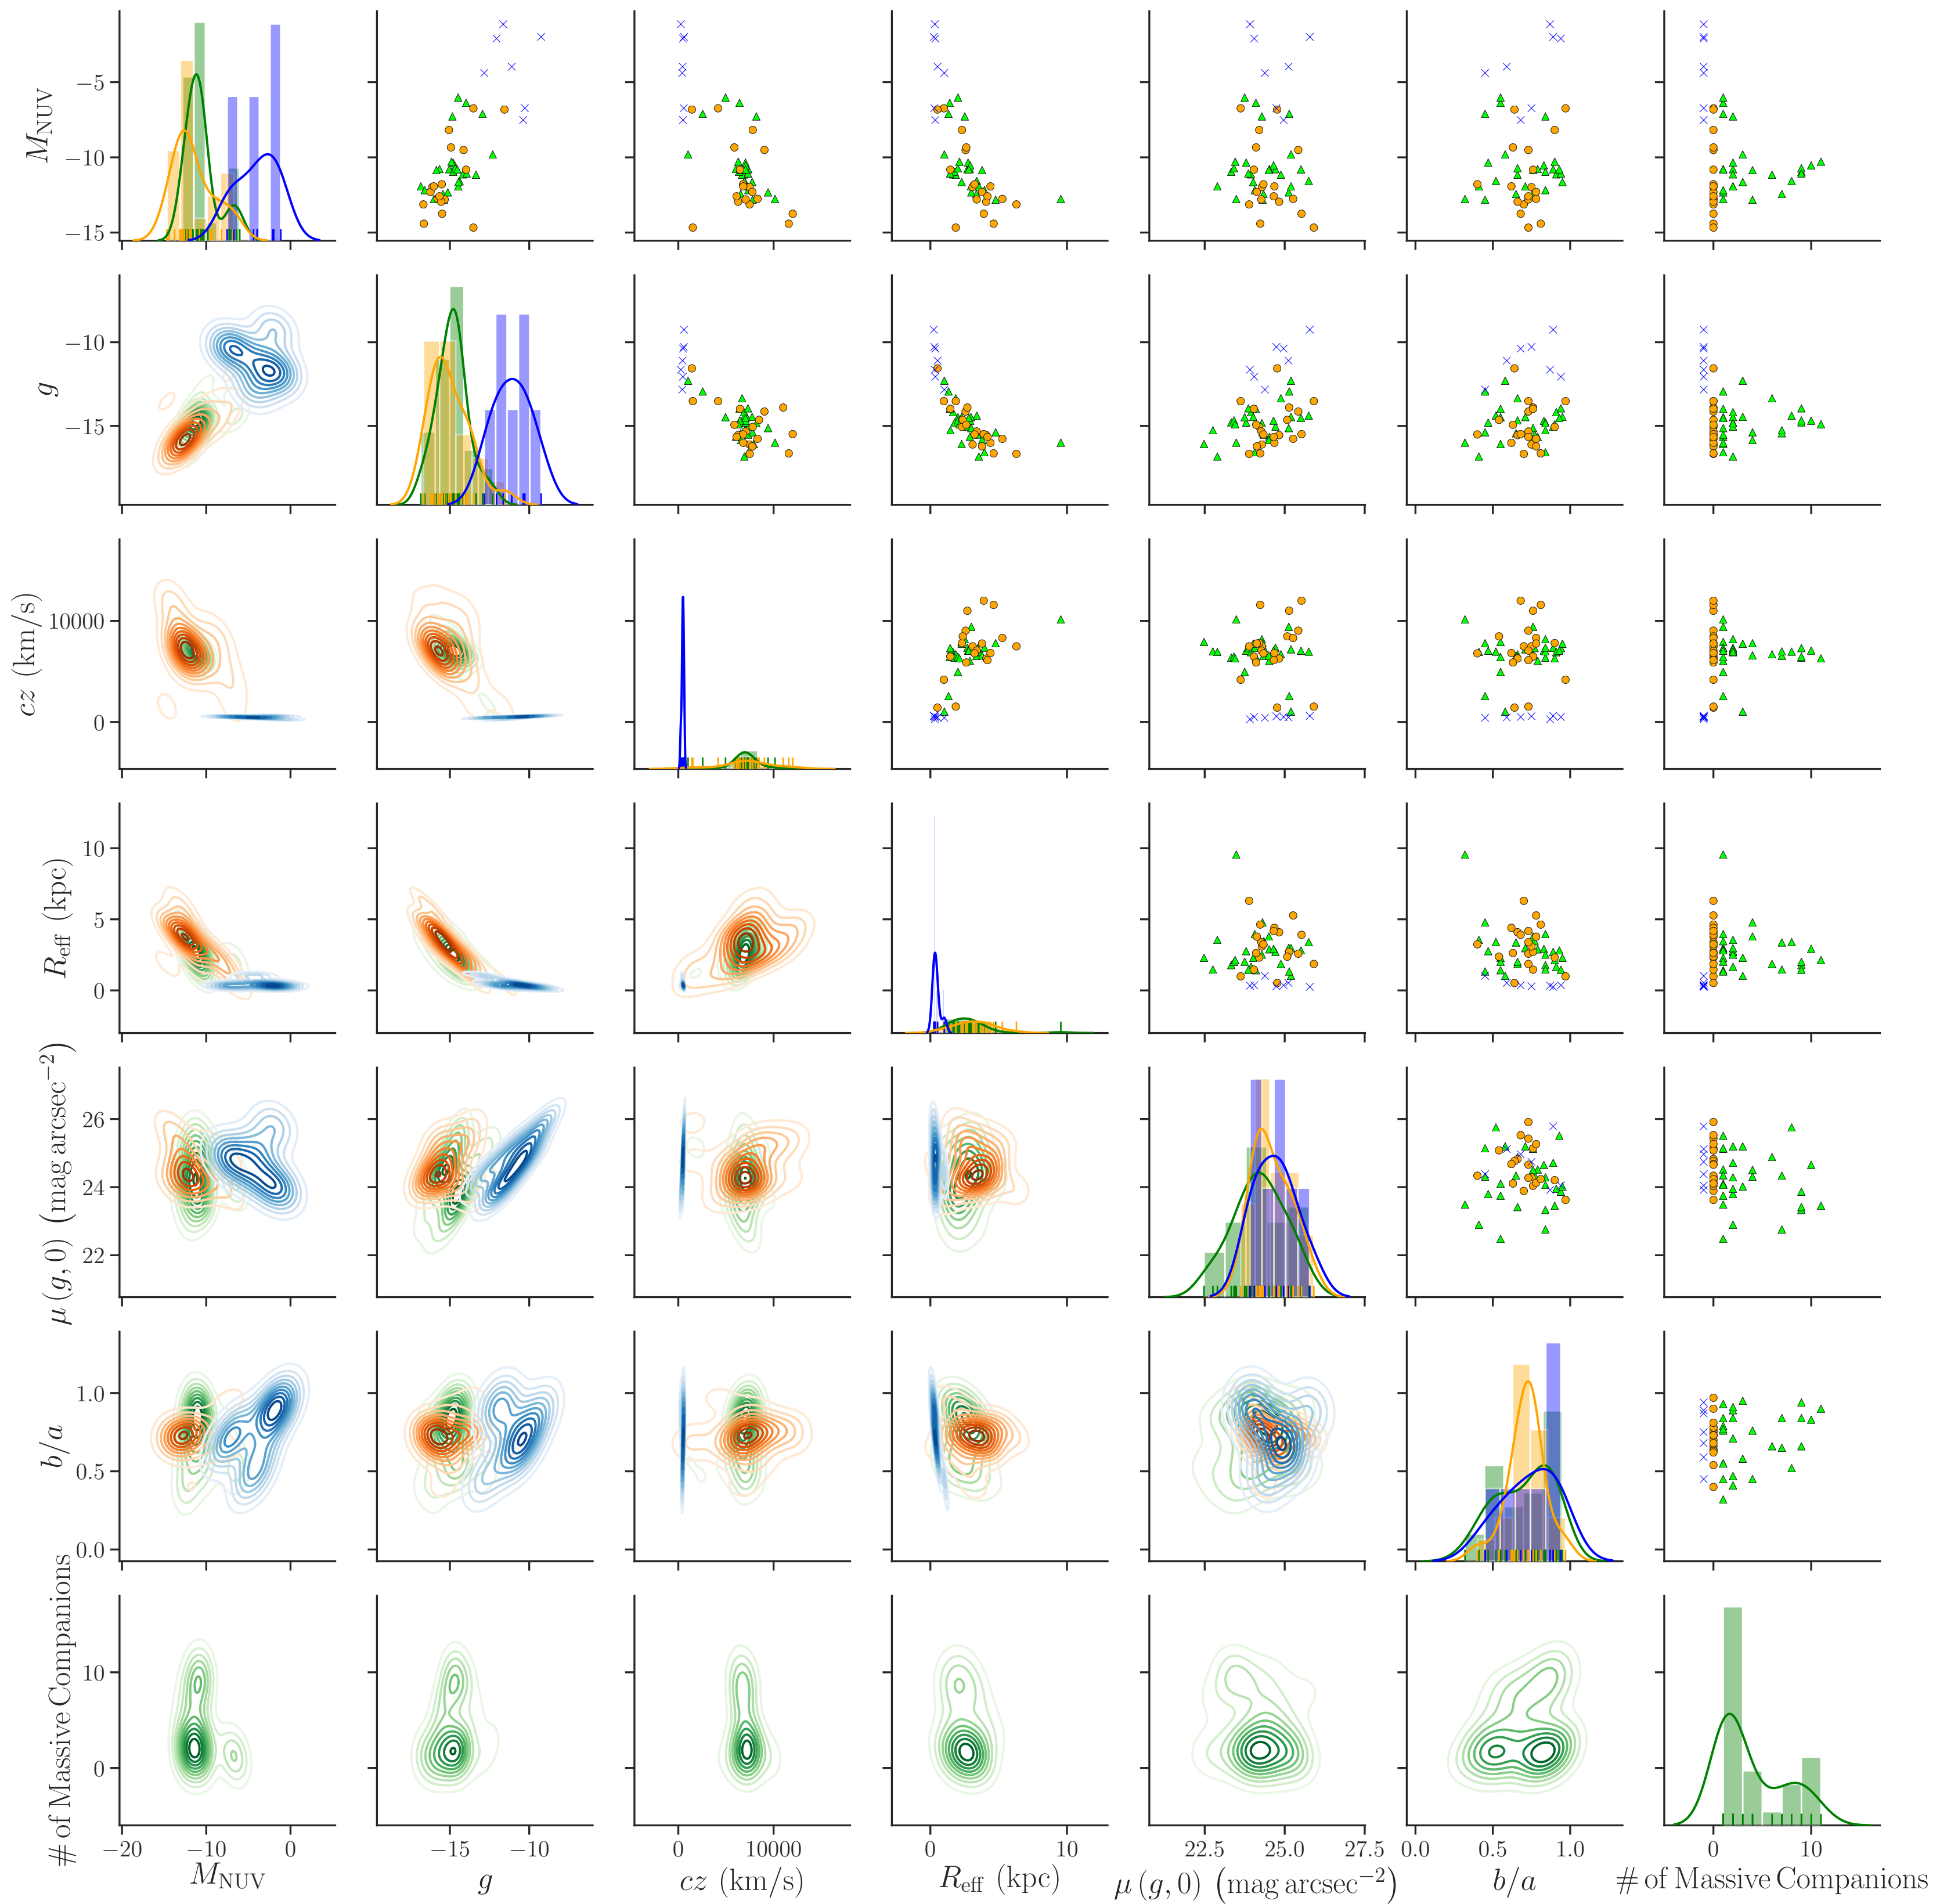 M_NUV
−5
−10
−15
g
−10
−15
cz (km/s)
10000
0
R_eff (kpc)
10
5
0
μ (g, 0) (mag arcsec⁻²)
26
24
22
b/a
1.0
0.5
0.0
# of Massive Companions
10
0
−20 −10 0
−15 −10
0 10000
0 10
22.5 25.0 27.5
0.0 0.5 1.0
0 10
M_NUV
g
cz (km/s)
R_eff (kpc)
μ (g, 0) (mag arcsec⁻²)
b/a
# of Massive Companions